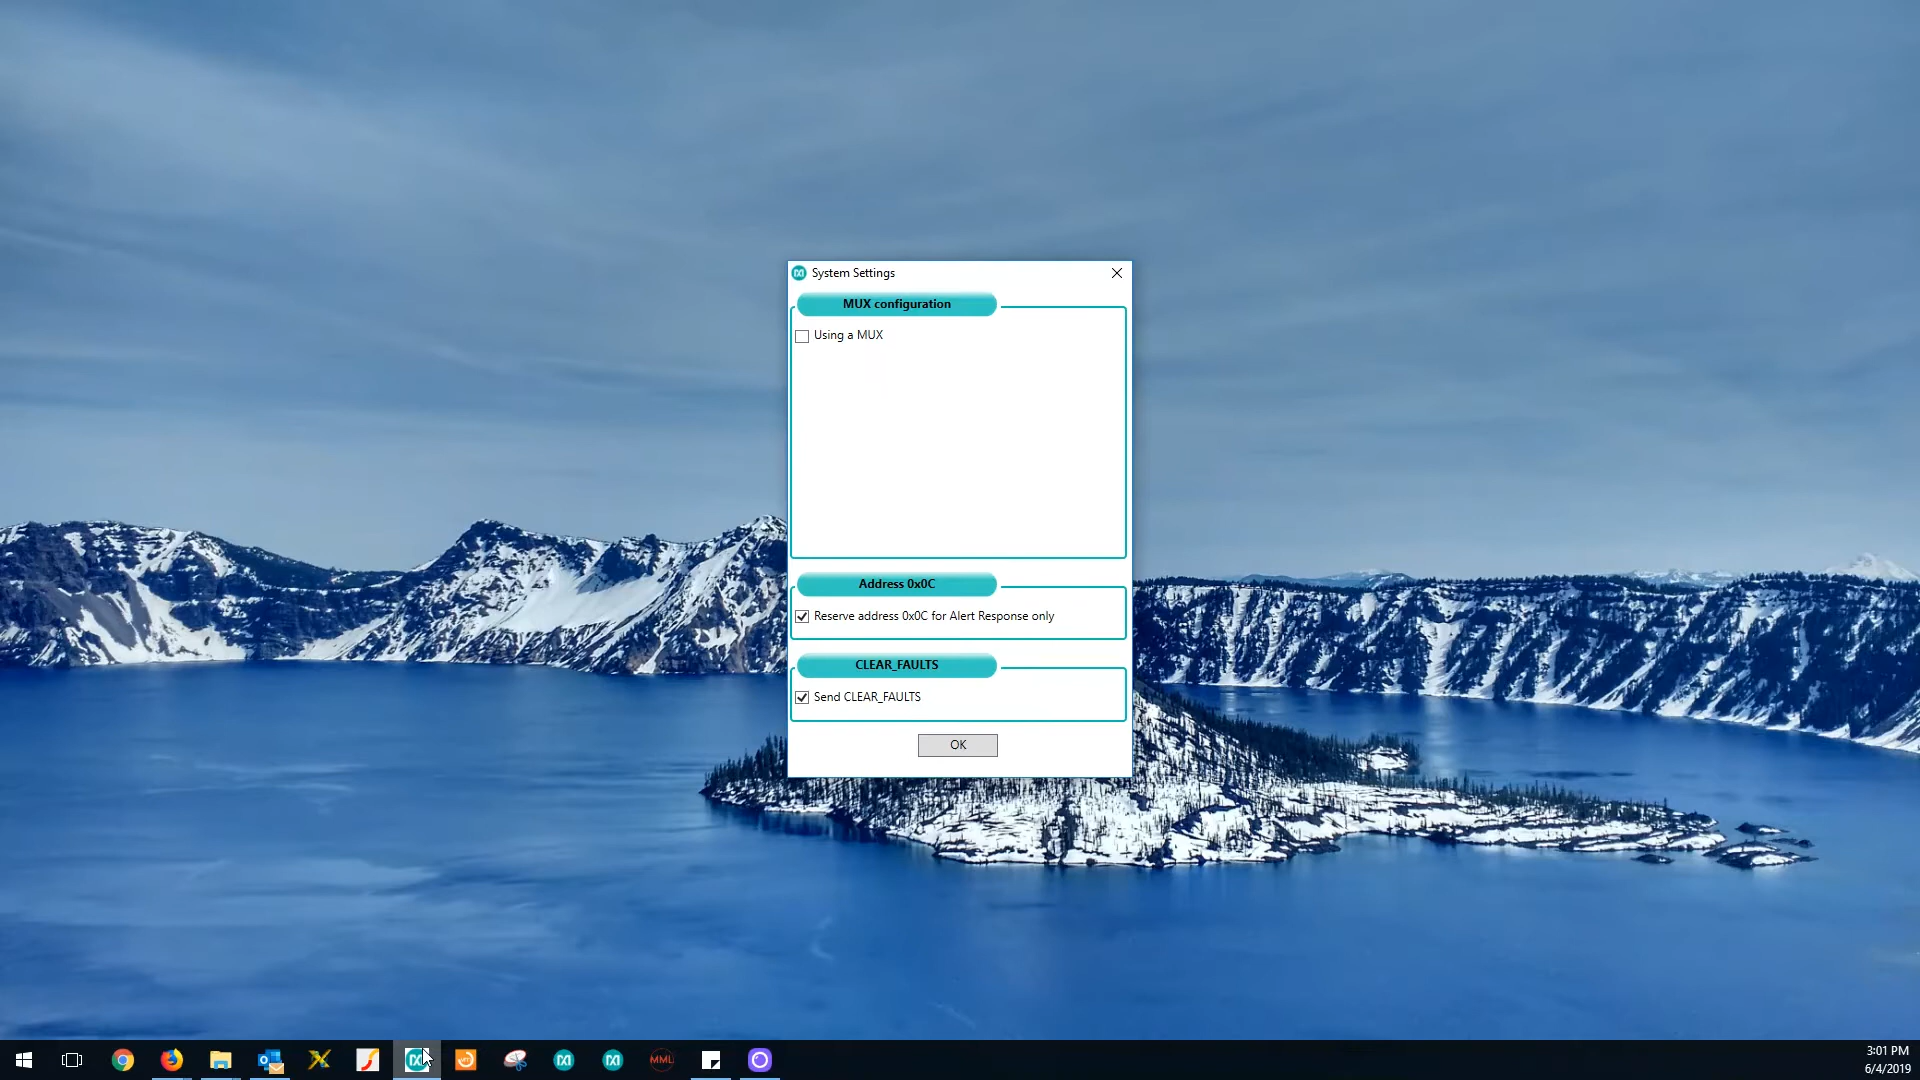 System Settings
MUX configuration
Using a MUX
Address 0x0C
Reserve address 0x0C for Alert Response only
CLEAR_FAULTS
Send CLEAR_FAULTS
OK
MML
3:01 PM
6/4/2019